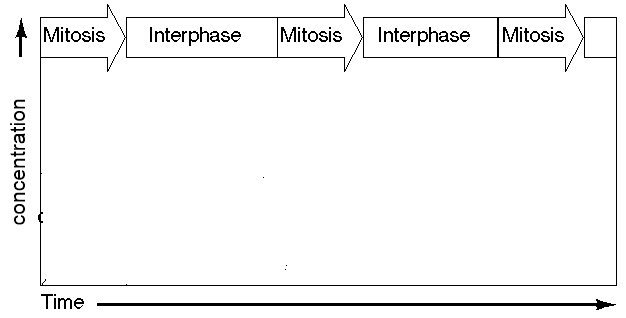 Mitosis Interphase Mitosis Interphase Mitosis
concentration
Time